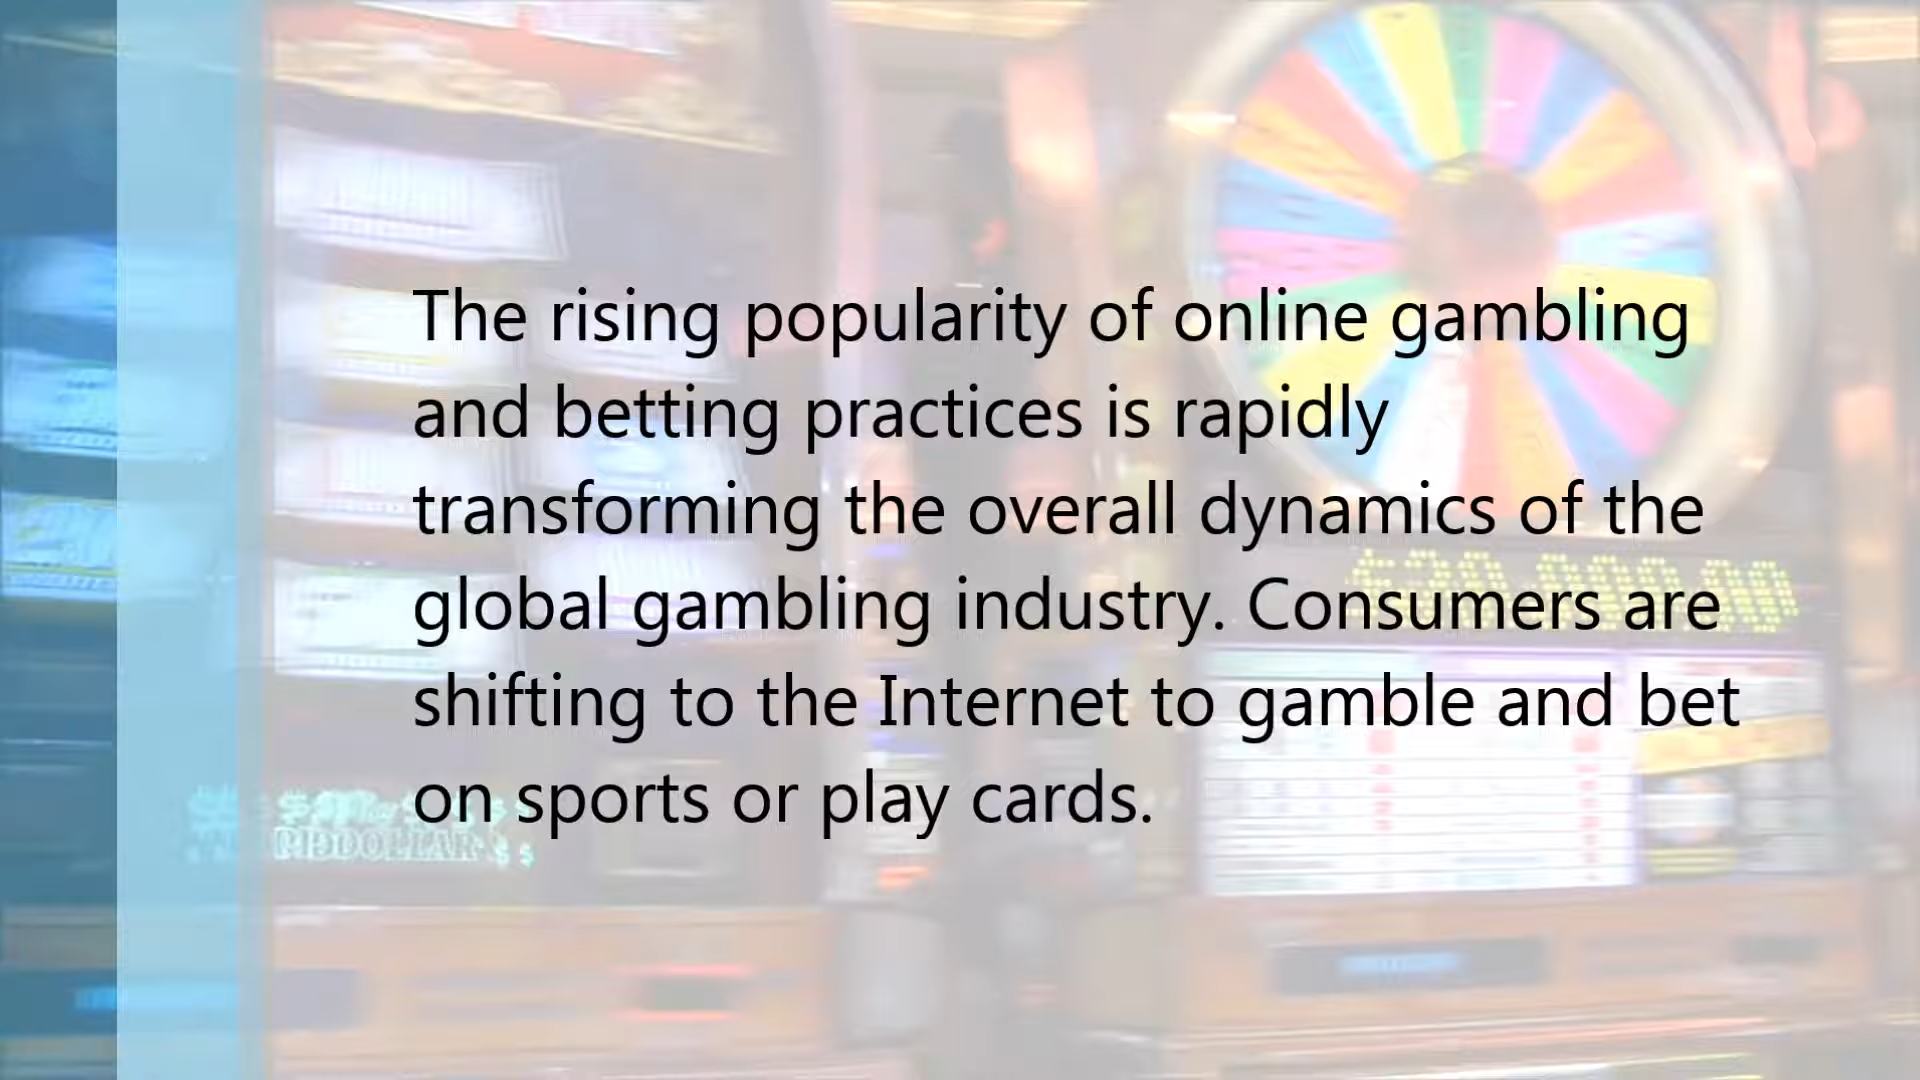 The rising popularity of online gambling
and betting practices is rapidly
transforming the overall dynamics of the
global gambling industry. Consumers are
shifting to the Internet to gamble and bet
on sports or play cards.